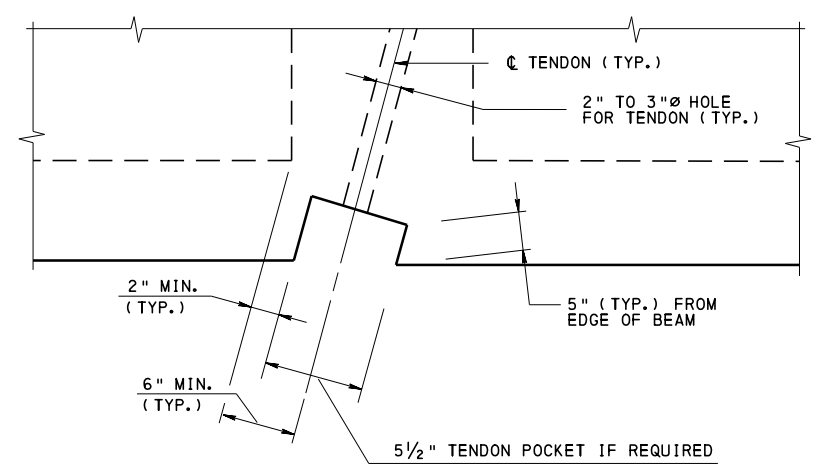 ℄ TENDON (TYP.)
2" TO 3"Ø HOLE
FOR TENDON (TYP.)
2" MIN.
(TYP.)
5" (TYP.) FROM
EDGE OF BEAM
6" MIN.
(TYP.)
5½" TENDON POCKET IF REQUIRED